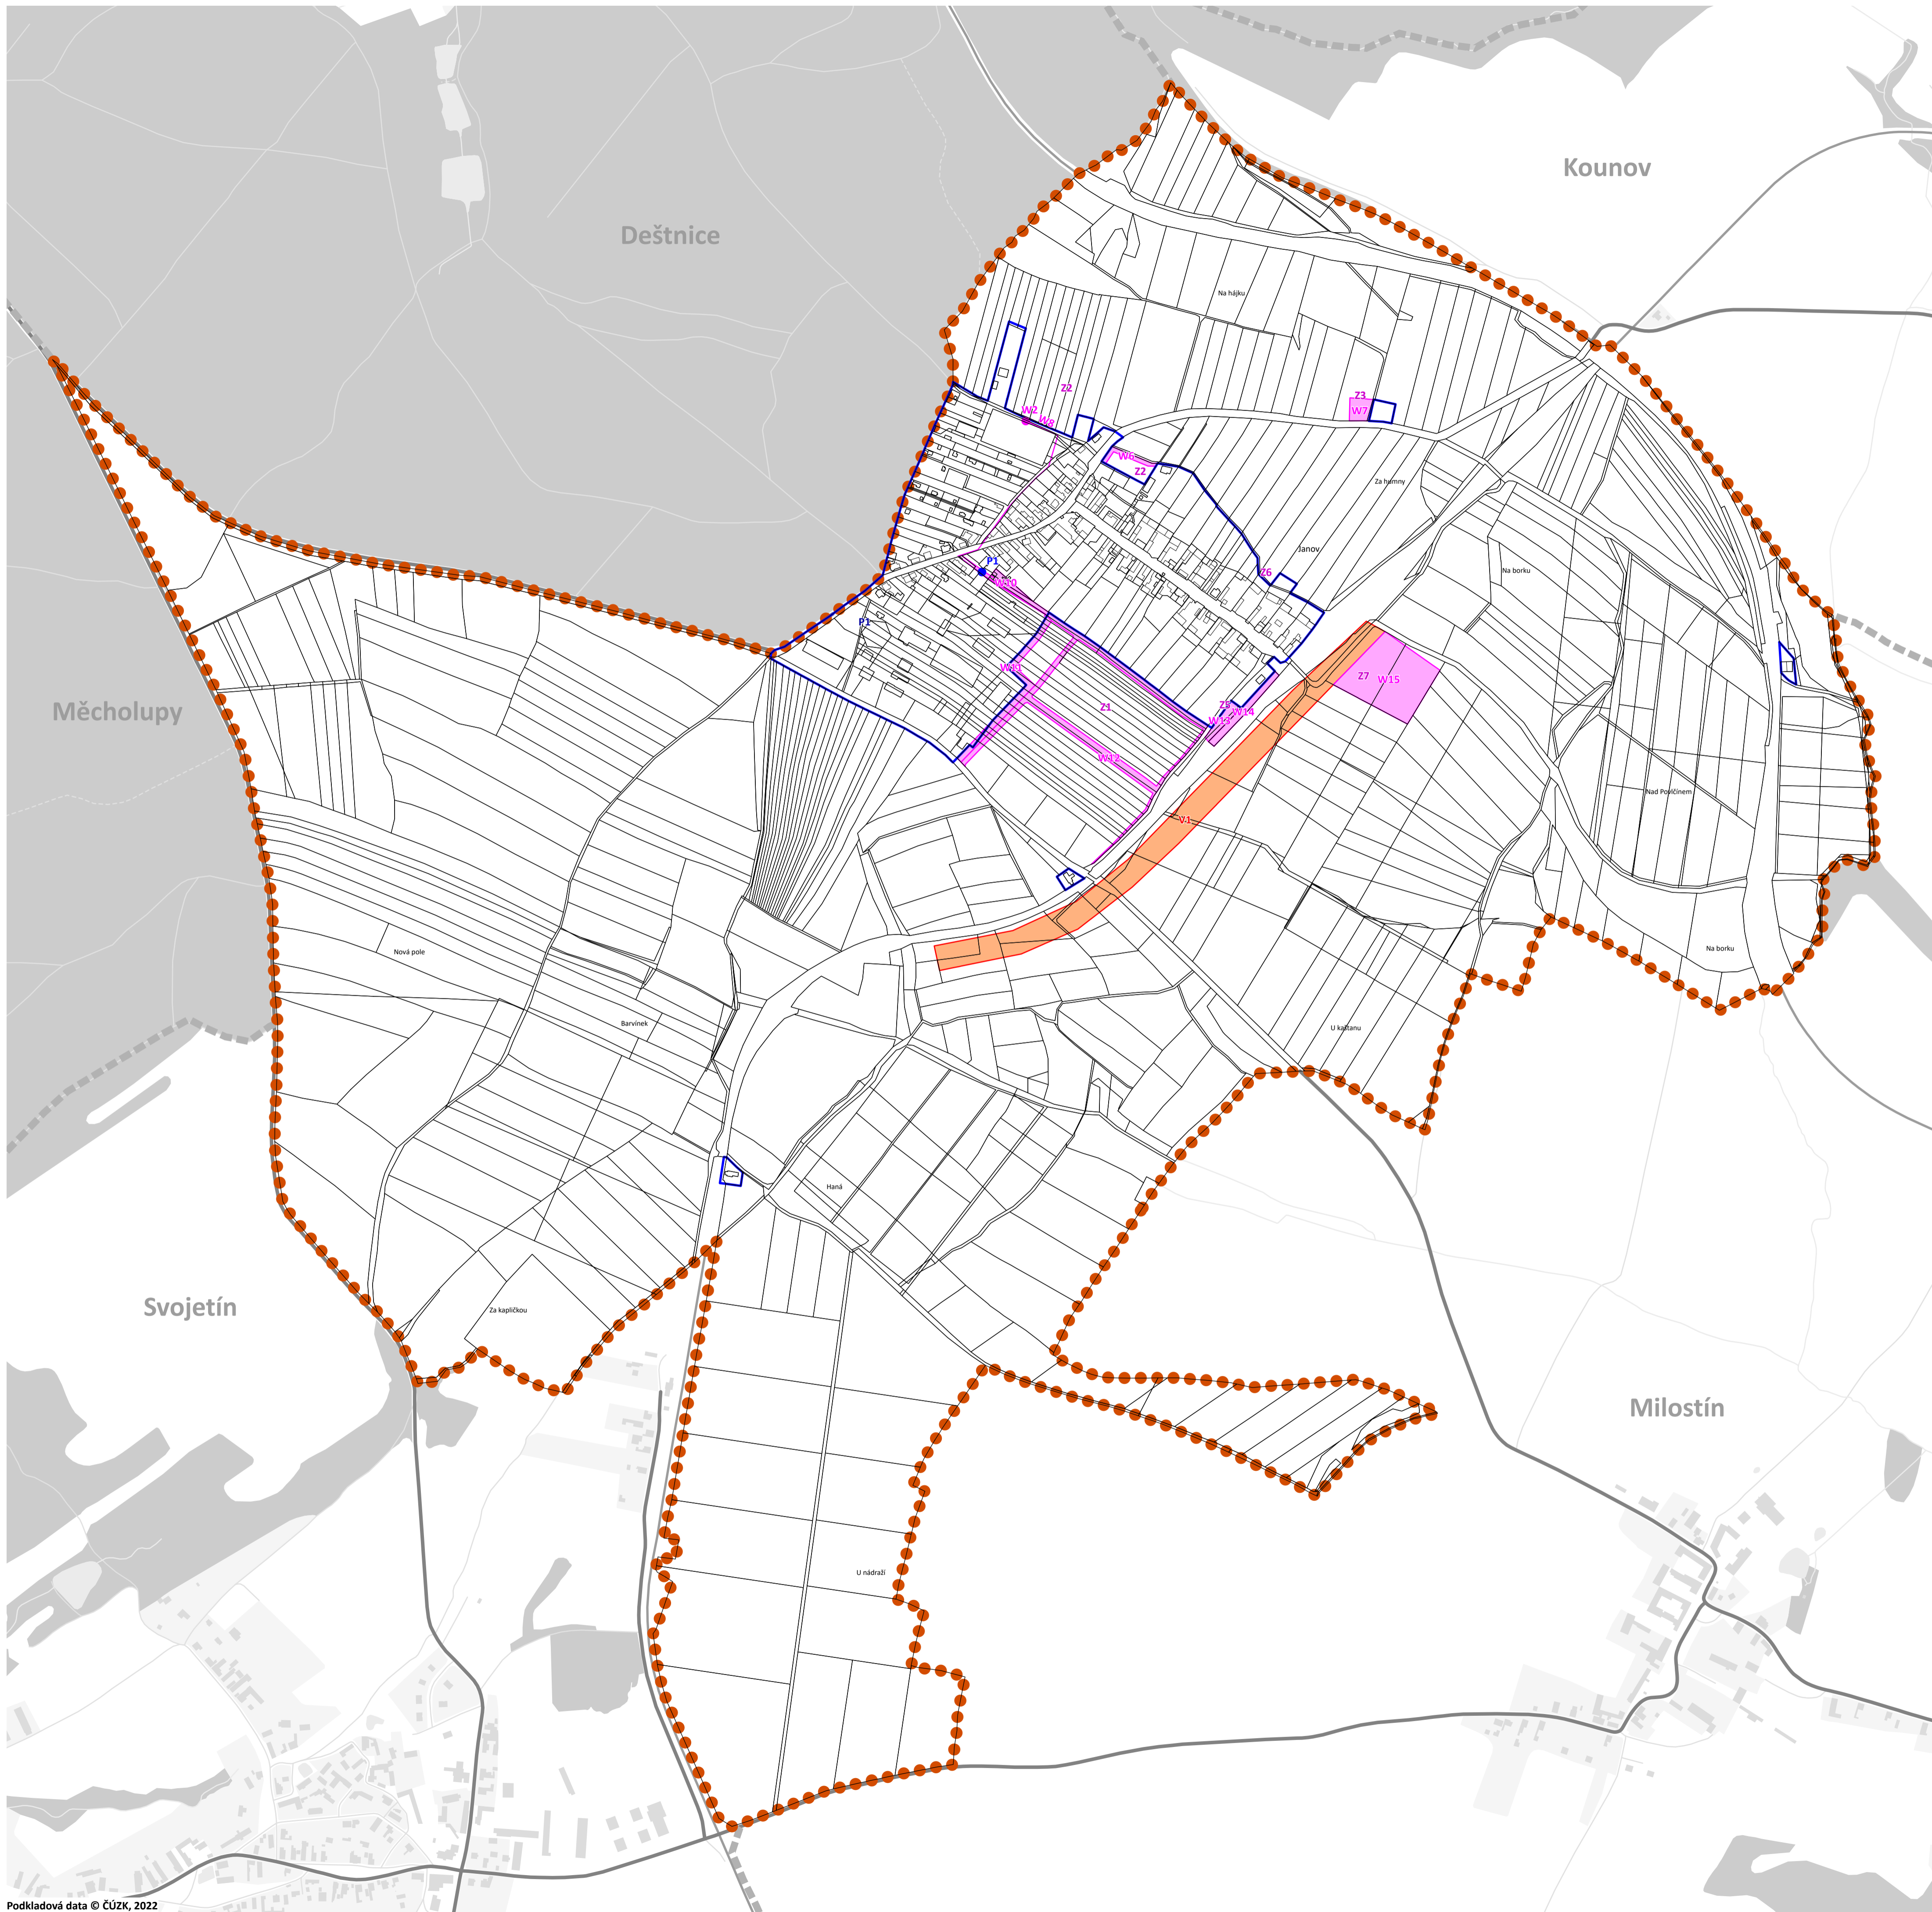 Kounov
Deštnice
Na hájku
Z2
Z3
W2
W8
W7
W6
Z2
Za humny
Janov
P1
Z6
Na borku
W10
P1
W11
Z7
W15
Měcholupy
Z1
Z5
W14
W13
W12
Nad Povlčínem
V1
Nová pole
Na borku
Barvínek
U kaštanu
Haná
Svojetín
Za kapličkou
Milostín
U nádraží
Podkladová data © ČÚZK, 2022